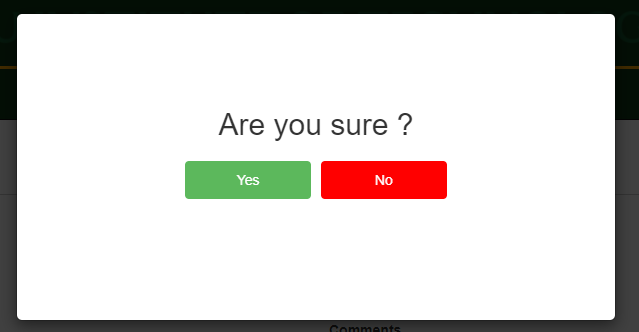 Are you sure ?
Yes
No
Comments